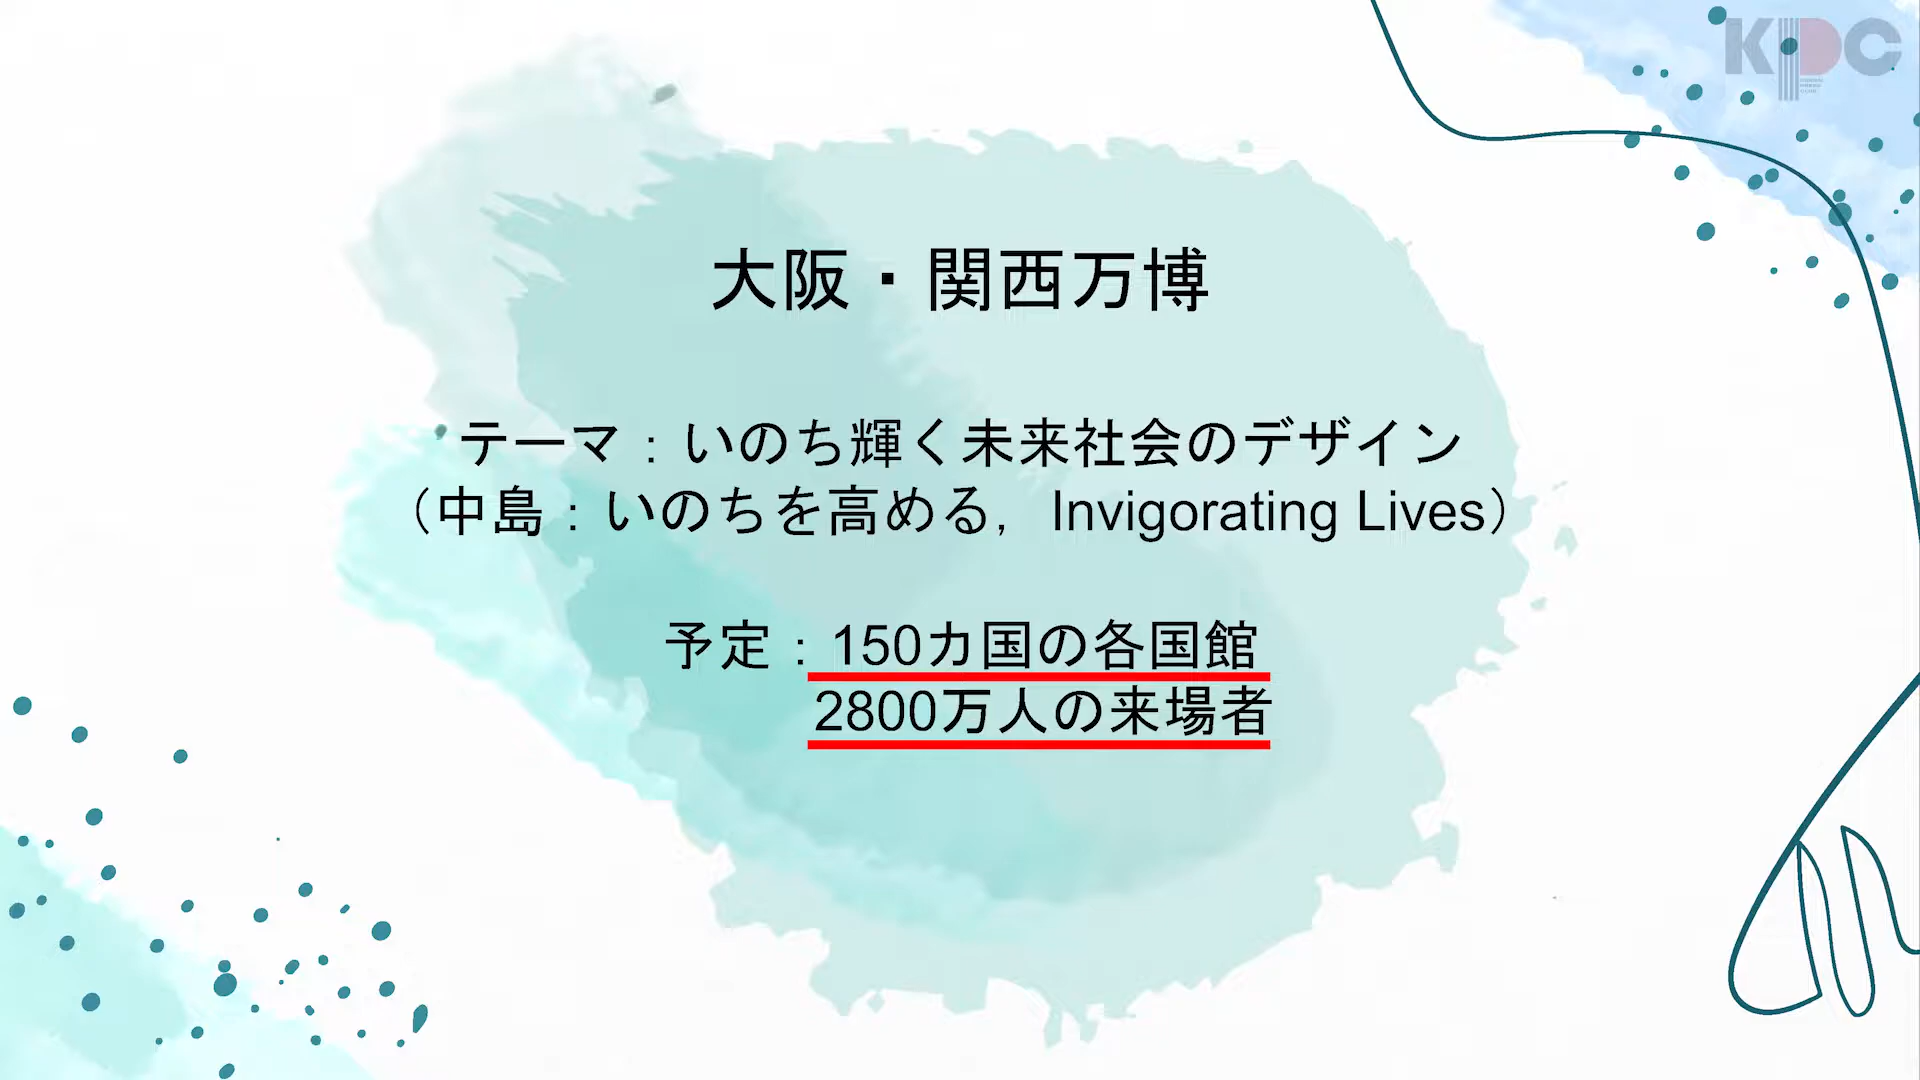 KPC
大阪・関西万博
テーマ：いのち輝く未来社会のデザイン
（中島：いのちを高める，Invigorating Lives）
予定：150カ国の各国館
2800万人の来場者